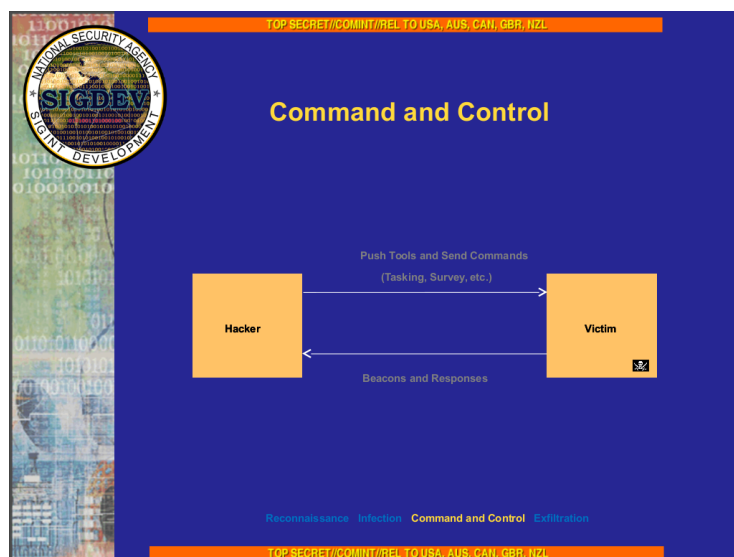 TOP SECRET//COMINT//REL TO USA, AUS, CAN, GBR, NZL
NATIONAL SECURITY AGENCY
SIGDEV
SIGINT DEVELOPMENT
Command and Control
Push Tools and Send Commands
(Tasking, Survey, etc.)
Hacker
Victim
Beacons and Responses
Reconnaissance Infection Command and Control Exfiltration
TOP SECRET//COMINT//REL TO USA, AUS, CAN, GBR, NZL